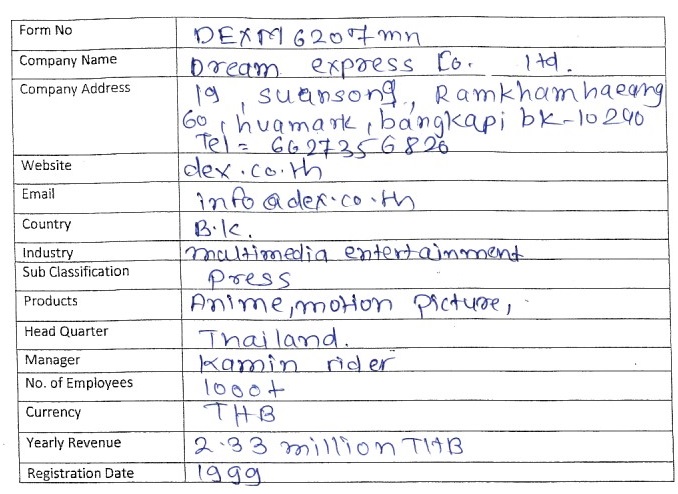 Form No DEXM6207mn
Company Name Dream express Co. ltd.
Company Address 19, suansong, Ramkhamhaeang
60, huamark, bangkapi bk-10240
Tel = 6627356826
Website dex.co.th
Email info@dex.co.th
Country B.k.
Industry multimedia entertainment
Sub Classification Press
Products Anime, motion picture,
Head Quarter Thailand.
Manager Kamin rider
No. of Employees 1000+
Currency THB
Yearly Revenue 2.33 million THB
Registration Date 1999